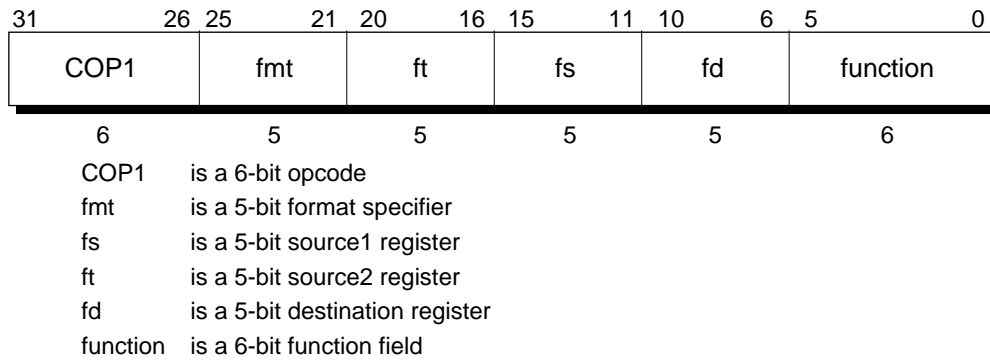 31 26 25 21 20 16 15 11 10 6 5 0
COP1 fmt ft fs fd function
6 5 5 5 5 6
COP1 is a 6-bit opcode
fmt is a 5-bit format specifier
fs is a 5-bit source1 register
ft is a 5-bit source2 register
fd is a 5-bit destination register
function is a 6-bit function field